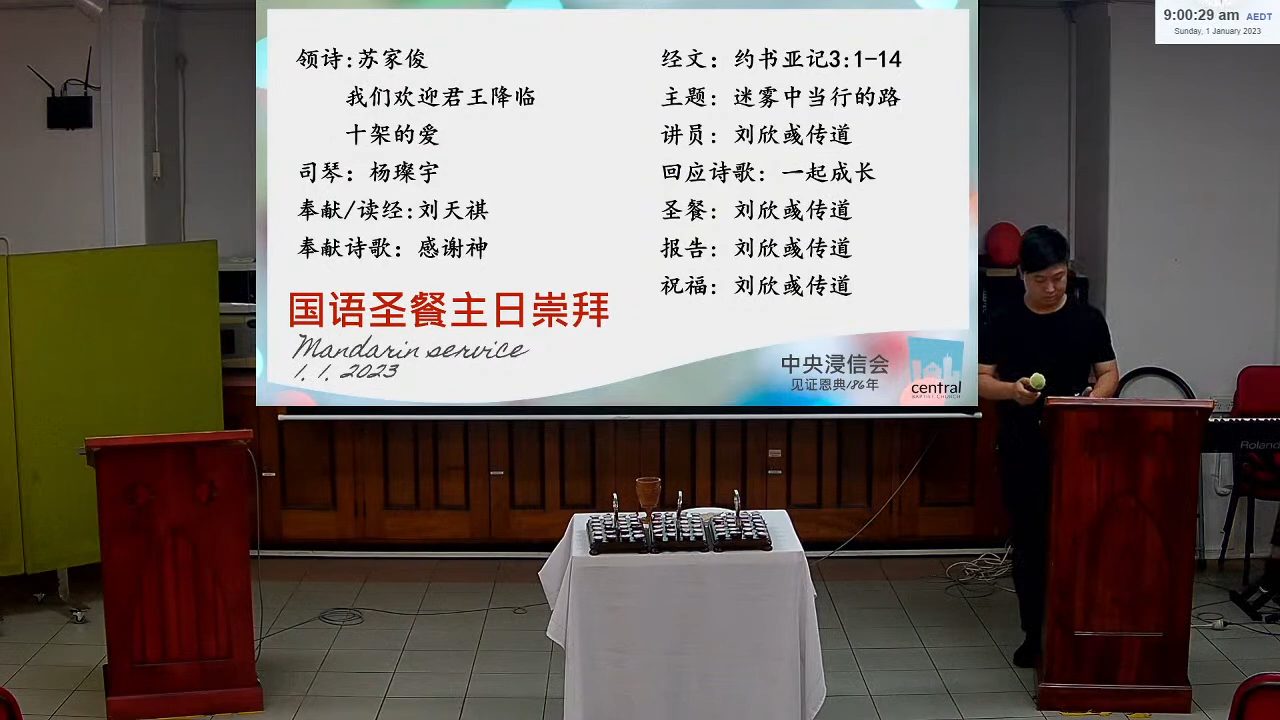 9:00:29 am AEDT
Sunday, 1 January 2023
领诗:苏家俊
我们欢迎君王降临
十架的爱
司琴: 杨璨宇
奉献/读经:刘天祺
奉献诗歌: 感谢神
经文: 约书亚记3:1-14
主题: 迷雾中当行的路
讲员: 刘欣彧传道
回应诗歌: 一起成长
圣餐: 刘欣彧传道
报告: 刘欣彧传道
祝福: 刘欣彧传道
国语圣餐主日崇拜
Mandarin service
1. 1. 2023
中央浸信会
见证恩典186年
central
BAPTIST CHURCH
Roland